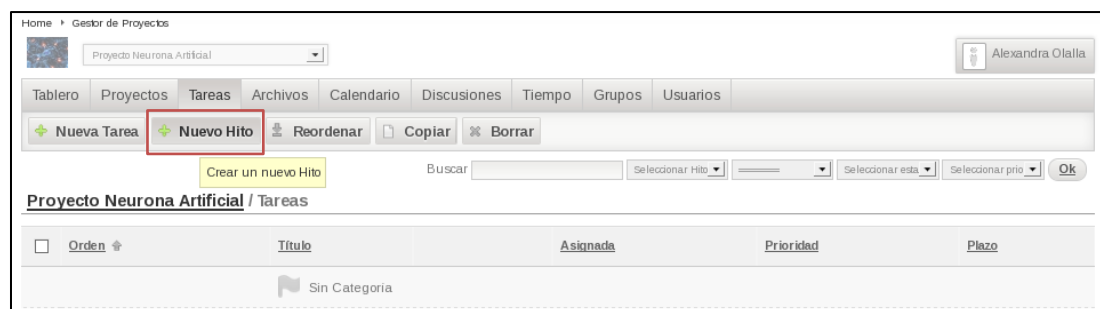 Home Gestor de Proyectos
Proyecto Neurona Artificial
Alexandra Olalla
Tablero Proyectos Tareas Archivos Calendario Discusiones Tiempo Grupos Usuarios
Nueva Tarea Nuevo Hito Reordenar Copiar Borrar
Crear un nuevo Hito
Buscar Seleccionar Hito Seleccionar esta Seleccionar prio Ok
Proyecto Neurona Artificial / Tareas
Orden Título Asignada Prioridad Plazo
Sin Categoria